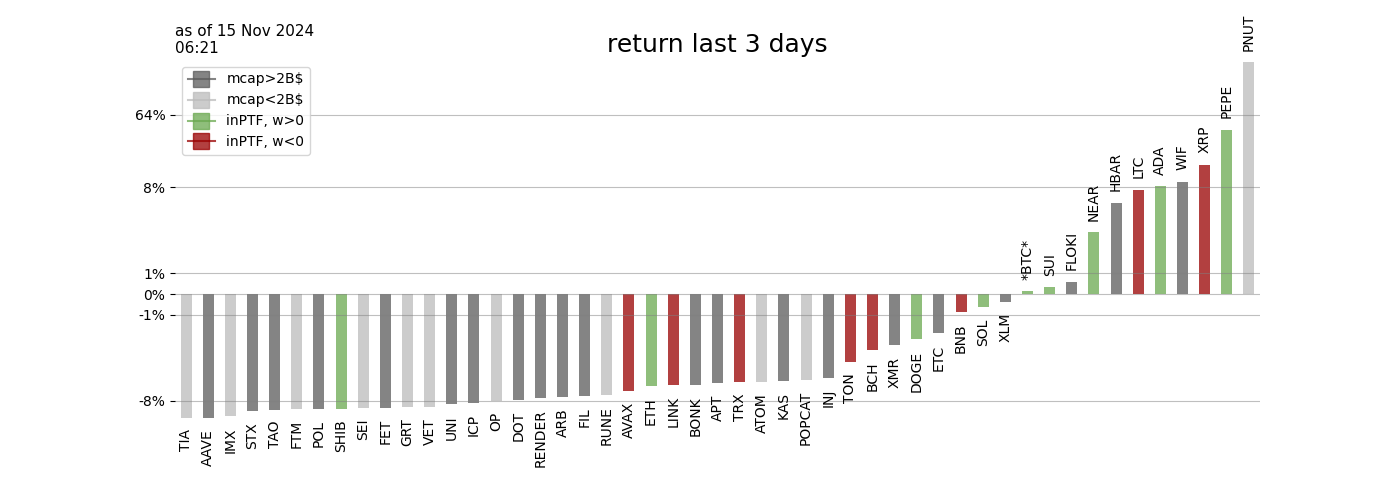 as of 15 Nov 2024
06:21
return last 3 days
mcap>2B$
mcap<2B$
inPTF, w>0
inPTF, w<0
64%
8%
1%
0%
-1%
-8%
TIA
AAVE
IMX
STX
TAO
FTM
POL
SHIB
SEI
FET
GRT
VET
UNI
ICP
OP
DOT
RENDER
ARB
FIL
RUNE
AVAX
ETH
LINK
BONK
APT
TRX
ATOM
KAS
POPCAT
INJ
TON
BCH
XMR
DOGE
ETC
BNB
SOL
XLM
*BTC*
SUI
FLOKI
NEAR
HBAR
LTC
ADA
WIF
XRP
PEPE
PNUT